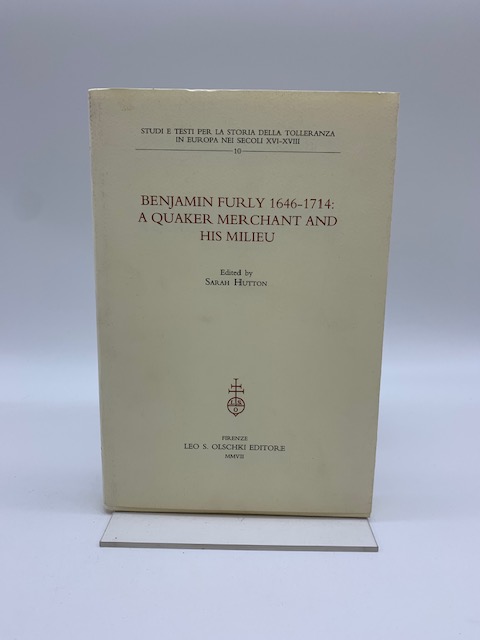 STUDI E TESTI PER LA STORIA DELLA TOLLERANZA
IN EUROPA NEI SECOLI XVI-XVIII
10
BENJAMIN FURLY 1646-1714:
A QUAKER MERCHANT AND
HIS MILIEU
Edited by
SARAH HUTTON
LSO
FIRENZE
LEO S. OLSCHKI EDITORE
MMVII